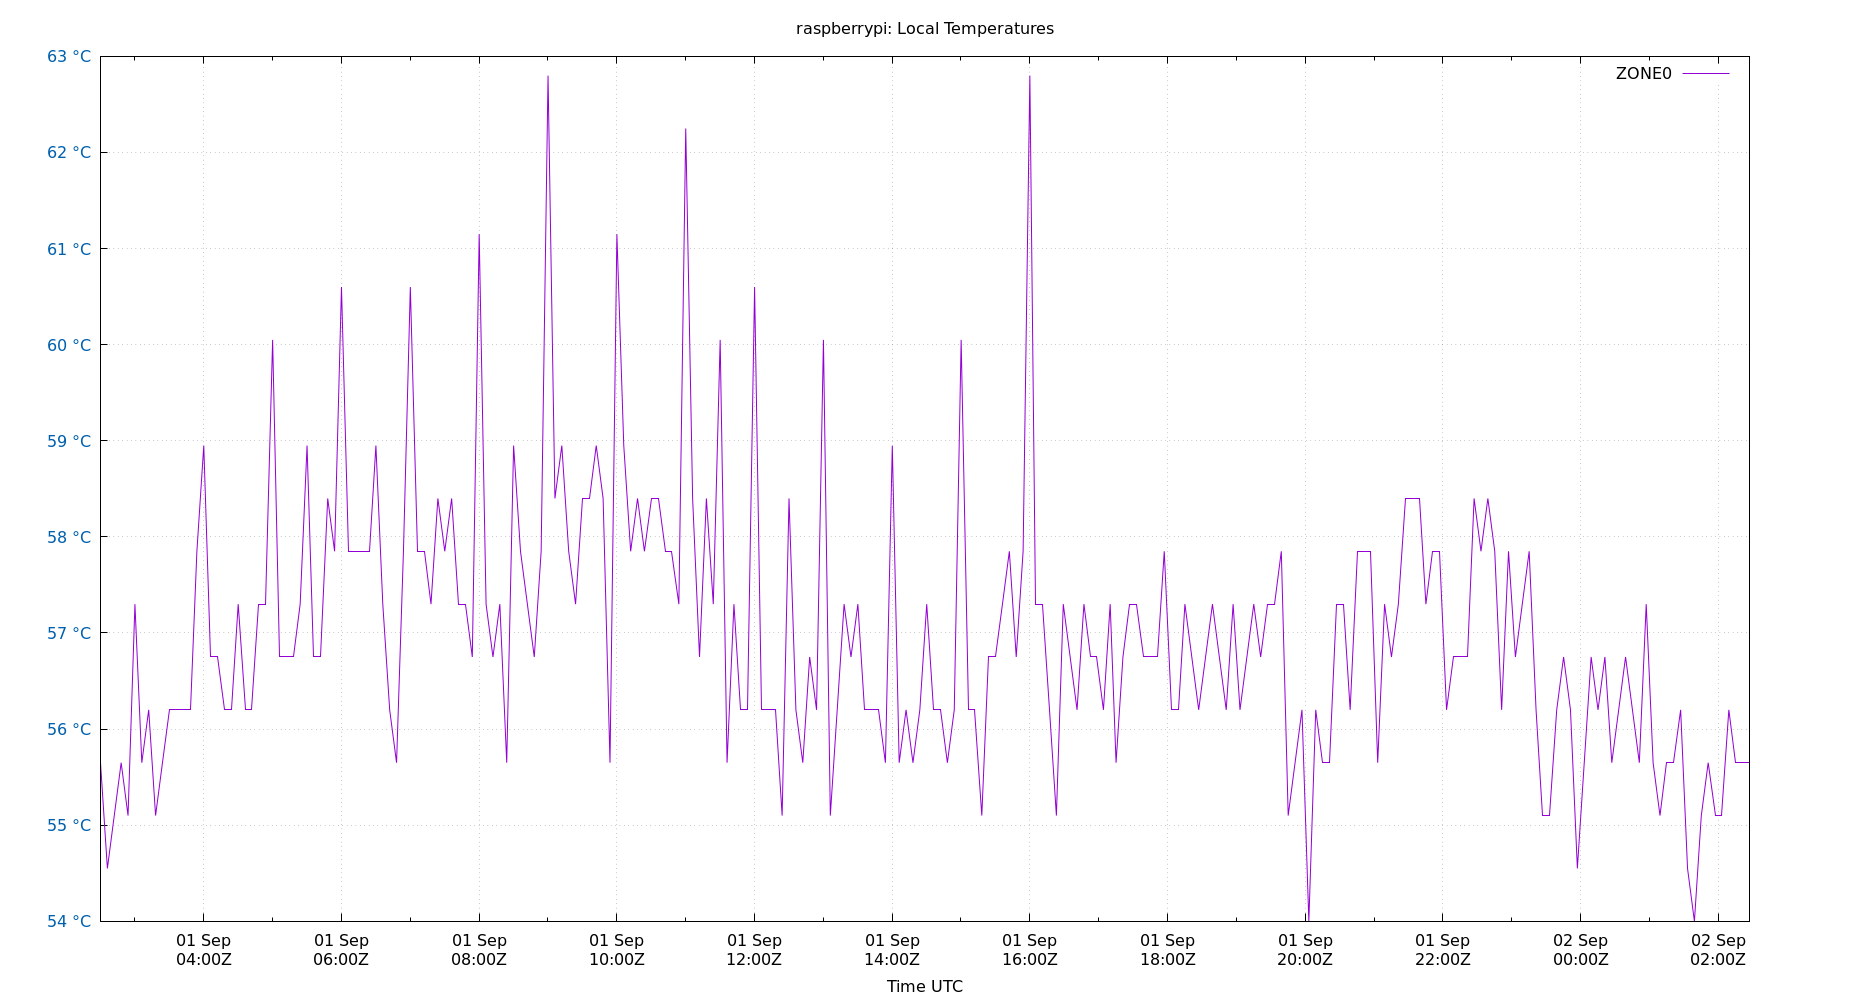 raspberrypi: Local Temperatures
63 °C
ZONE0
62 °C
61 °C
60 °C
59 °C
58 °C
57 °C
56 °C
55 °C
54 °C
01 Sep 01 Sep 01 Sep 01 Sep 01 Sep 01 Sep 01 Sep 01 Sep 01 Sep 01 Sep 02 Sep 02 Sep
04:00Z 06:00Z 08:00Z 10:00Z 12:00Z 14:00Z 16:00Z 18:00Z 20:00Z 22:00Z 00:00Z 02:00Z
Time UTC